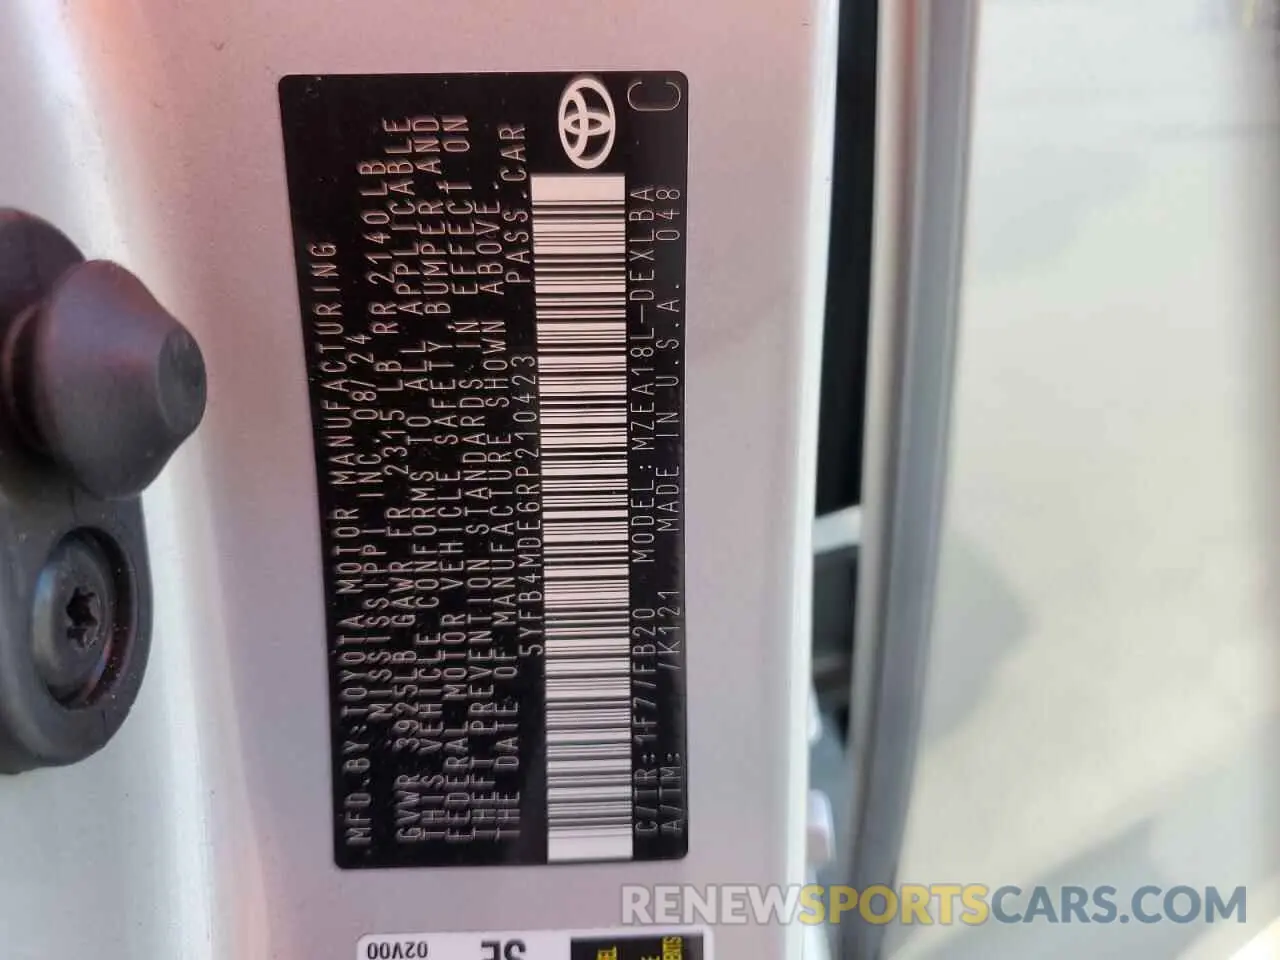 MFD.BY:TOYOTA MOTOR MANUFACTURING
MISSISSIPPI INC. 08/24
GVWR 3925LB GAWR FR 2315LB RR 2140LB
THIS VEHICLE CONFORMS TO ALL APPLICABLE
FEDERAL MOTOR VEHICLE SAFETY, BUMPER, AND
THEFT PREVENTION STANDARDS IN EFFECT ON
THE DATE OF MANUFACTURE SHOWN ABOVE.
5YFB4MDE6RP210423 PASS.CAR
C/TR: 1F7/FB20 MODEL: MZEA18L-DEXLBA
A/TM: /K121 MADE IN U.S.A. 048
C
02V00
SE
RENEWSPORTSCARS.COM